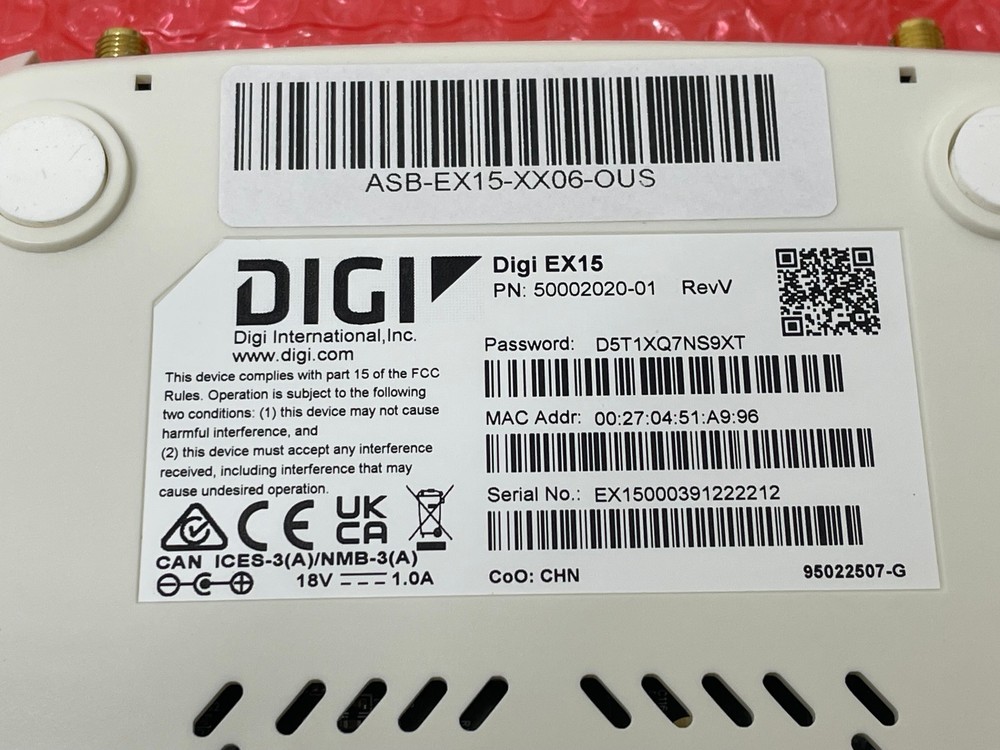 ASB-EX15-XX06-OUS
DIGI
Digi International,Inc.
www.digi.com
This device complies with part 15 of the FCC
Rules. Operation is subject to the following
two conditions: (1) this device may not cause
harmful interference, and
(2) this device must accept any interference
received, including interference that may
cause undesired operation.
CE UK
CA
CAN ICES-3(A)/NMB-3(A)
18V 1.0A
Digi EX15
PN: 50002020-01 RevV
Password: D5T1XQ7NS9XT
MAC Addr: 00:27:04:51:A9:96
Serial No.: EX15000391222212
CoO: CHN 95022507-G